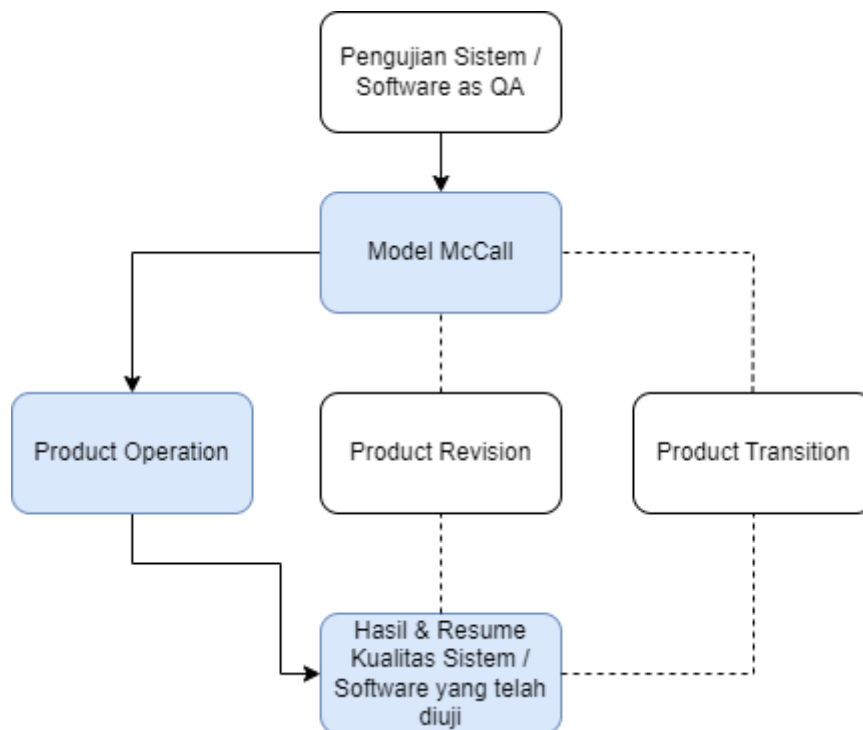 Pengujian Sistem /
Software as QA
Model McCall
Product Operation
Product Revision
Product Transition
Hasil & Resume
Kualitas Sistem /
Software yang telah
diuji